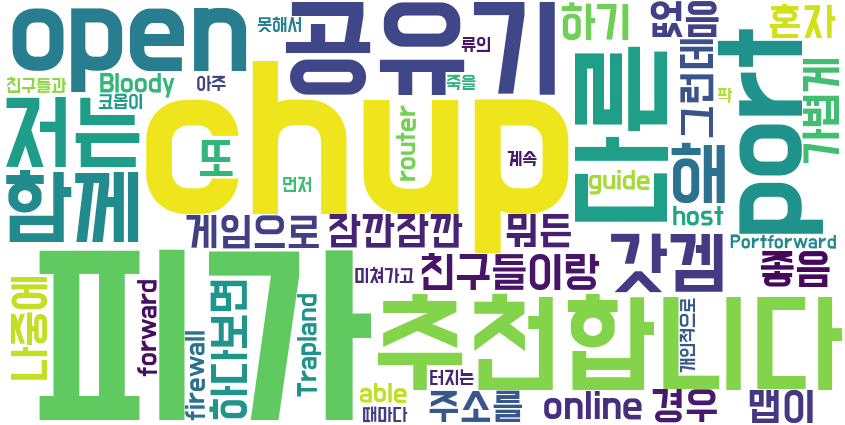 open
못해서
공유기
류의
하기
없음
혼자
친구들과
Bloody
아주
죽을
그런데
팍
port
가볍게
코옵이
저는
chup
router
다른
함께
또
먼저
계속
guide
해
host
게임으로
잠깐잠깐
뭐든
갓겜
Portforward
좋음
나중에
피가
forward
firewall
하다보면
Trapland
미쳐가고
친구들이랑
추천합니다
개인적으로
able
때마다
터지는
주소를
online
경우
맵이